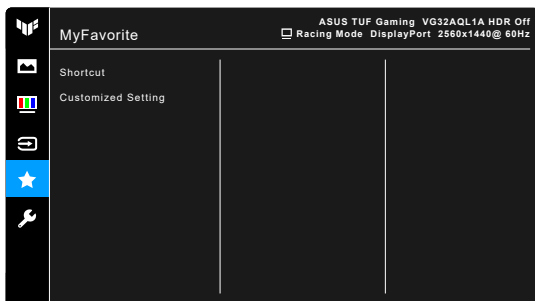 MyFavorite
ASUS TUF Gaming VG32AQL1A HDR Off
Racing Mode DisplayPort 2560x1440@ 60Hz
Shortcut
Customized Setting